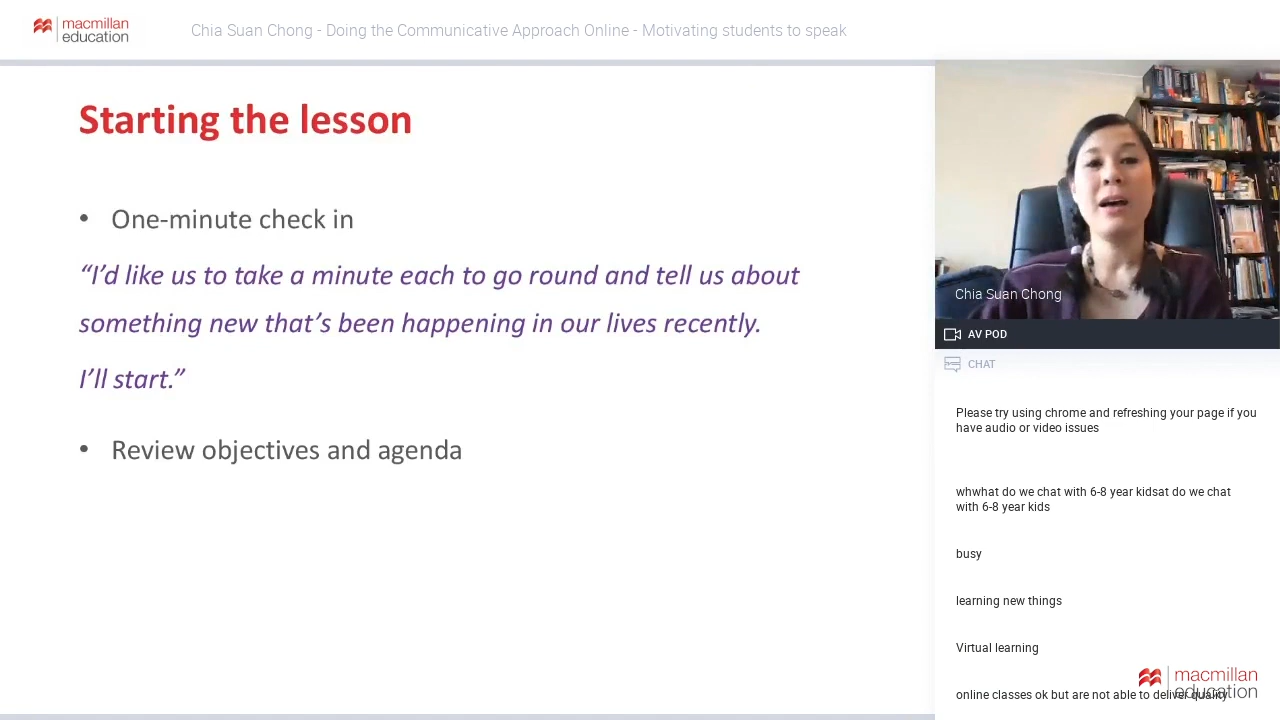 macmillan
education
Chia Suan Chong - Doing the Communicative Approach Online - Motivating students to speak
Starting the lesson
• One-minute check in
“I’d like us to take a minute each to go round and tell us about
something new that’s been happening in our lives recently.
I’ll start.”
• Review objectives and agenda
Chia Suan Chong
AV POD
CHAT
Please try using chrome and refreshing your page if you
have audio or video issues
whwhat do we chat with 6-8 year kidsat do we chat
with 6-8 year kids
busy
learning new things
Virtual learning
online classes ok but are not able to deliver quality
macmillan
education